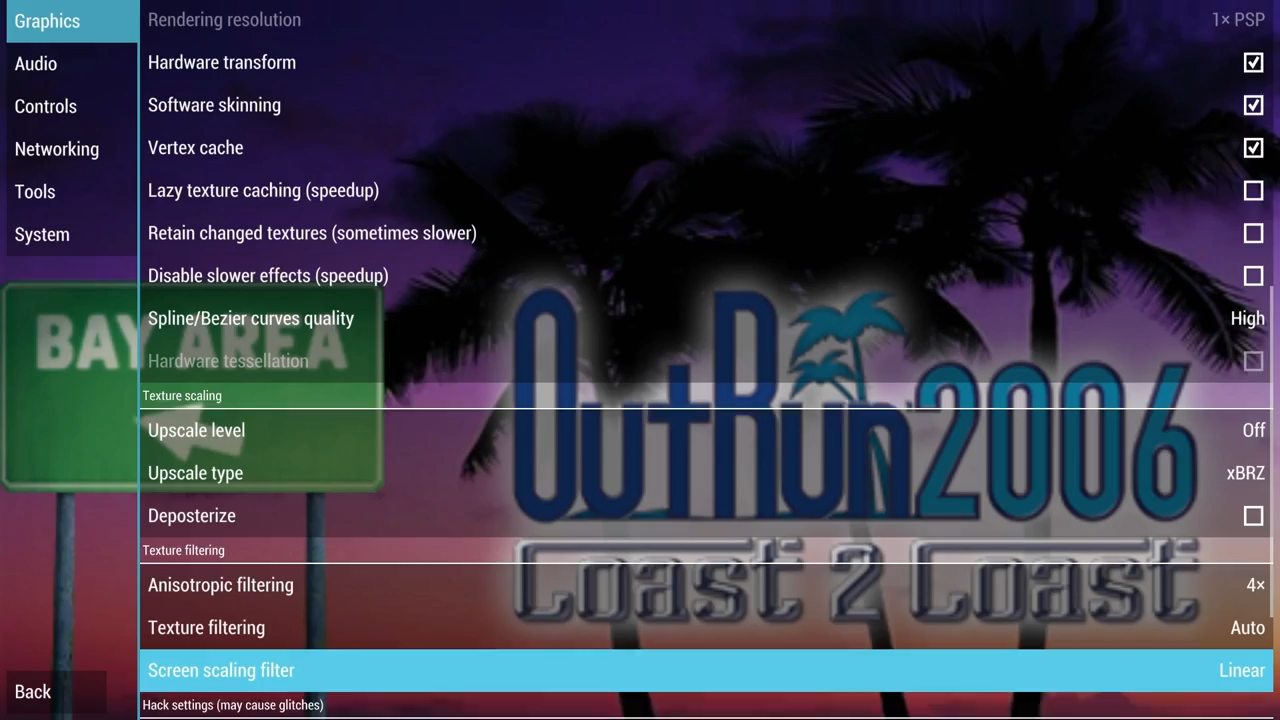 Graphics
Audio
Controls
Networking
Tools
System
Back
Rendering resolution 1× PSP
Hardware transform
Software skinning
Vertex cache
Lazy texture caching (speedup)
Retain changed textures (sometimes slower)
Disable slower effects (speedup)
Spline/Bezier curves quality High
Hardware tessellation
Texture scaling
Upscale level Off
Upscale type xBRZ
Deposterize
Texture filtering
Anisotropic filtering 4×
Texture filtering Auto
Screen scaling filter Linear
Hack settings (may cause glitches)
BAY AREA
OutRun 2006
Coast 2 Coast